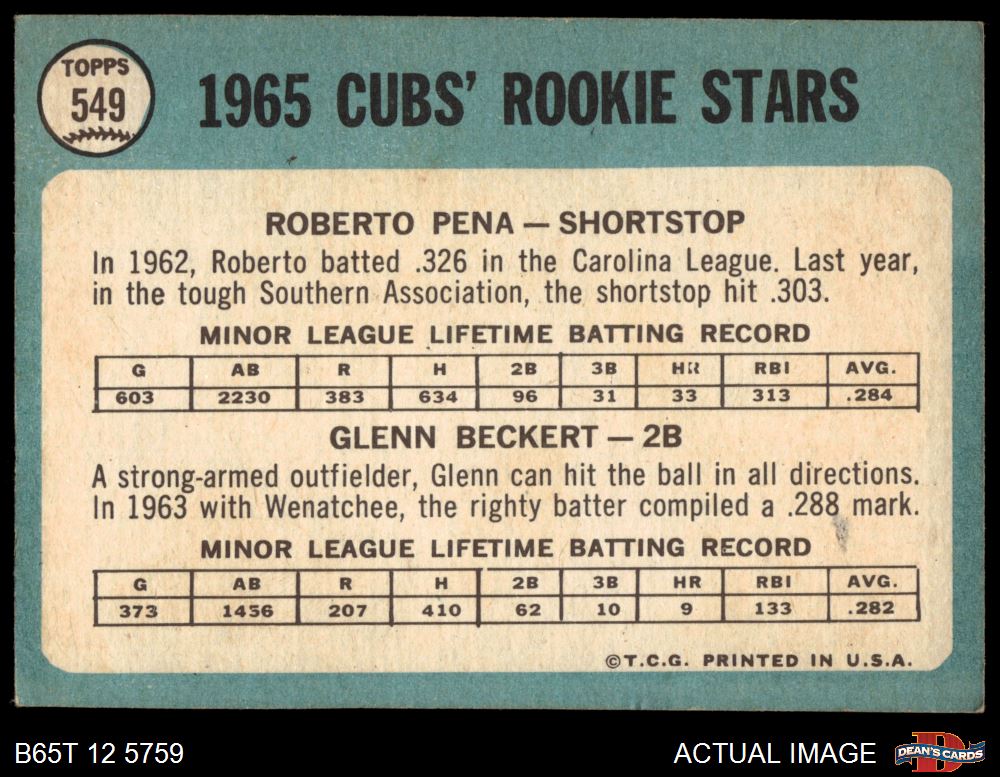 TOPPS
549
1965 CUBS' ROOKIE STARS
ROBERTO PENA — SHORTSTOP
In 1962, Roberto batted .326 in the Carolina League. Last year,
in the tough Southern Association, the shortstop hit .303.
MINOR LEAGUE LIFETIME BATTING RECORD
G AB R H 2B 3B HR RBI AVG.
603 2230 383 634 96 31 33 313 .284
GLENN BECKERT — 2B
A strong-armed outfielder, Glenn can hit the ball in all directions.
In 1963 with Wenatchee, the righty batter compiled a .288 mark.
MINOR LEAGUE LIFETIME BATTING RECORD
G AB R H 2B 3B HR RBI AVG.
373 1456 207 410 62 10 9 133 .282
©T.C.G. PRINTED IN U.S.A.
B65T 12 5759
ACTUAL IMAGE
D
DEAN'S CARDS